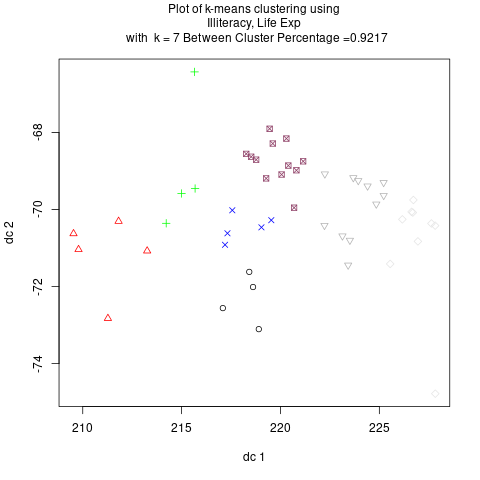 Plot of k-means clustering using
Illiteracy, Life Exp
with  k = 7 Between Cluster Percentage =0.9217
-68
-70
-72
-74
dc 2
210
215
220
225
dc 1